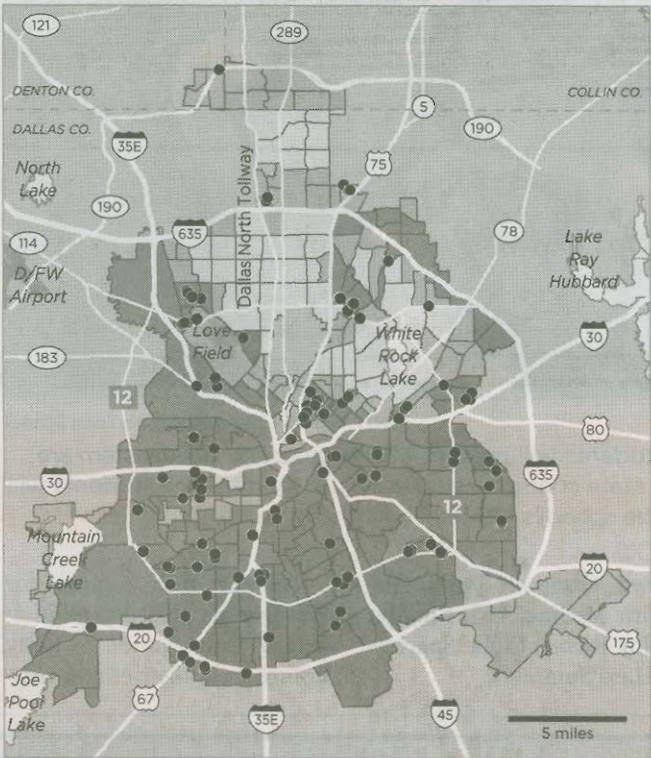 121
289
DENTON CO.
COLLIN CO.
5
190
DALLAS CO.
35E
75
North
Lake
Dallas North Tollway
190
635
78
114
D/FW
Airport
Lake
Ray
Hubbard
Love
Field
White
Rock
Lake
30
183
12
80
30
635
12
Mountain
Creek
Lake
20
20
175
Joe
Pool
Lake
67
35E
45
5 miles